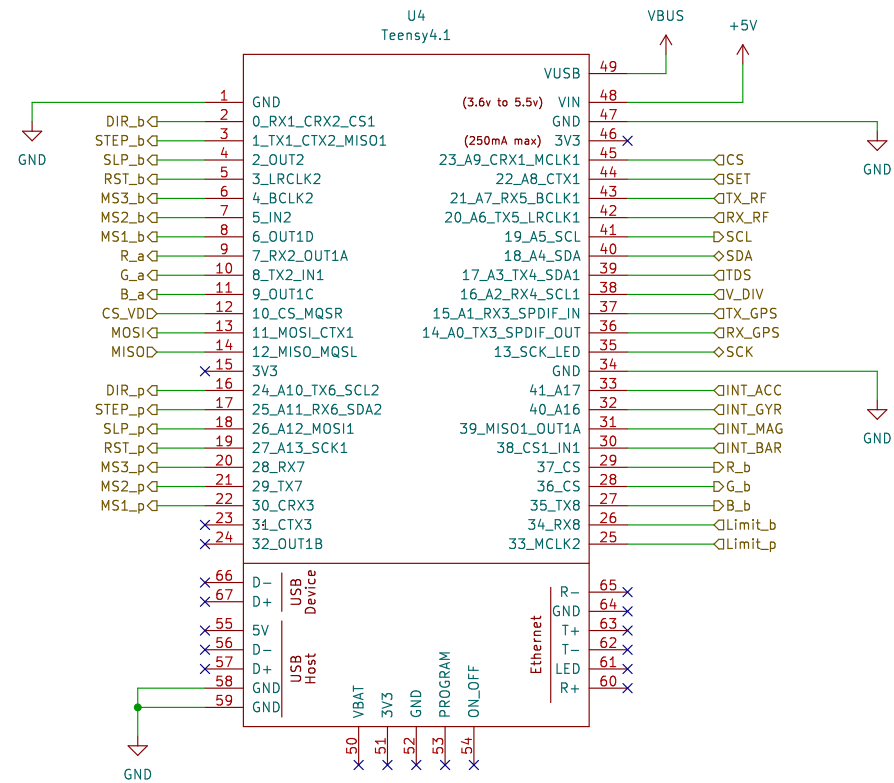 U4
Teensy4.1
VBUS
+5V
VUSB 49
1 GND
(3.6v to 5.5v) VIN 48
DIR_b 2 0_RX1_CRX2_CS1
GND 47
STEP_b 3 1_TX1_CTX2_MISO1
(250mA max) 3V3 46
GND
GND
SLP_b 4 2_OUT2
23_A9_CRX1_MCLK1 45 CS
RST_b 5 3_LRCLK2
22_A8_CTX1 44 SET
MS3_b 6 4_BCLK2
21_A7_RX5_BCLK1 43 TX_RF
MS2_b 7 5_IN2
20_A6_TX5_LRCLK1 42 RX_RF
MS1_b 8 6_OUT1D
19_A5_SCL 41 SCL
R_a 9 7_RX2_OUT1A
18_A4_SDA 40 SDA
G_a 10 8_TX2_IN1
17_A3_TX4_SDA1 39 TDS
B_a 11 9_OUT1C
16_A2_RX4_SCL1 38 V_DIV
CS_VD 12 10_CS_MQSR
15_A1_RX3_SPDIF_IN 37 TX_GPS
MOSI 13 11_MOSI_CTX1
14_A0_TX3_SPDIF_OUT 36 RX_GPS
MISO 14 12_MISO_MQSL
13_SCK_LED 35 SCK
15 3V3
GND 34
DIR_p 16 24_A10_TX6_SCL2
41_A17 33 INT_ACC
STEP_p 17 25_A11_RX6_SDA2
40_A16 32 INT_GYR
SLP_p 18 26_A12_MOSI1
39_MISO1_OUT1A 31 INT_MAG
GND
RST_p 19 27_A13_SCK1
38_CS1_IN1 30 INT_BAR
MS3_p 20 28_RX7
37_CS 29 R_b
MS2_p 21 29_TX7
36_CS 28 G_b
MS1_p 22 30_CRX3
35_TX8 27 B_b
23 31_CTX3
34_RX8 26 Limit_b
24 32_OUT1B
33_MCLK2 25 Limit_p
66 D-
67 D+
USB
Device
55 5V
56 D-
57 D+
58 GND
59 GND
USB
Host
GND
Ethernet
R- 65
GND 64
T+ 63
T- 62
LED 61
R+ 60
VBAT 50
3V3 51
GND 52
PROGRAM 53
ON_OFF 54